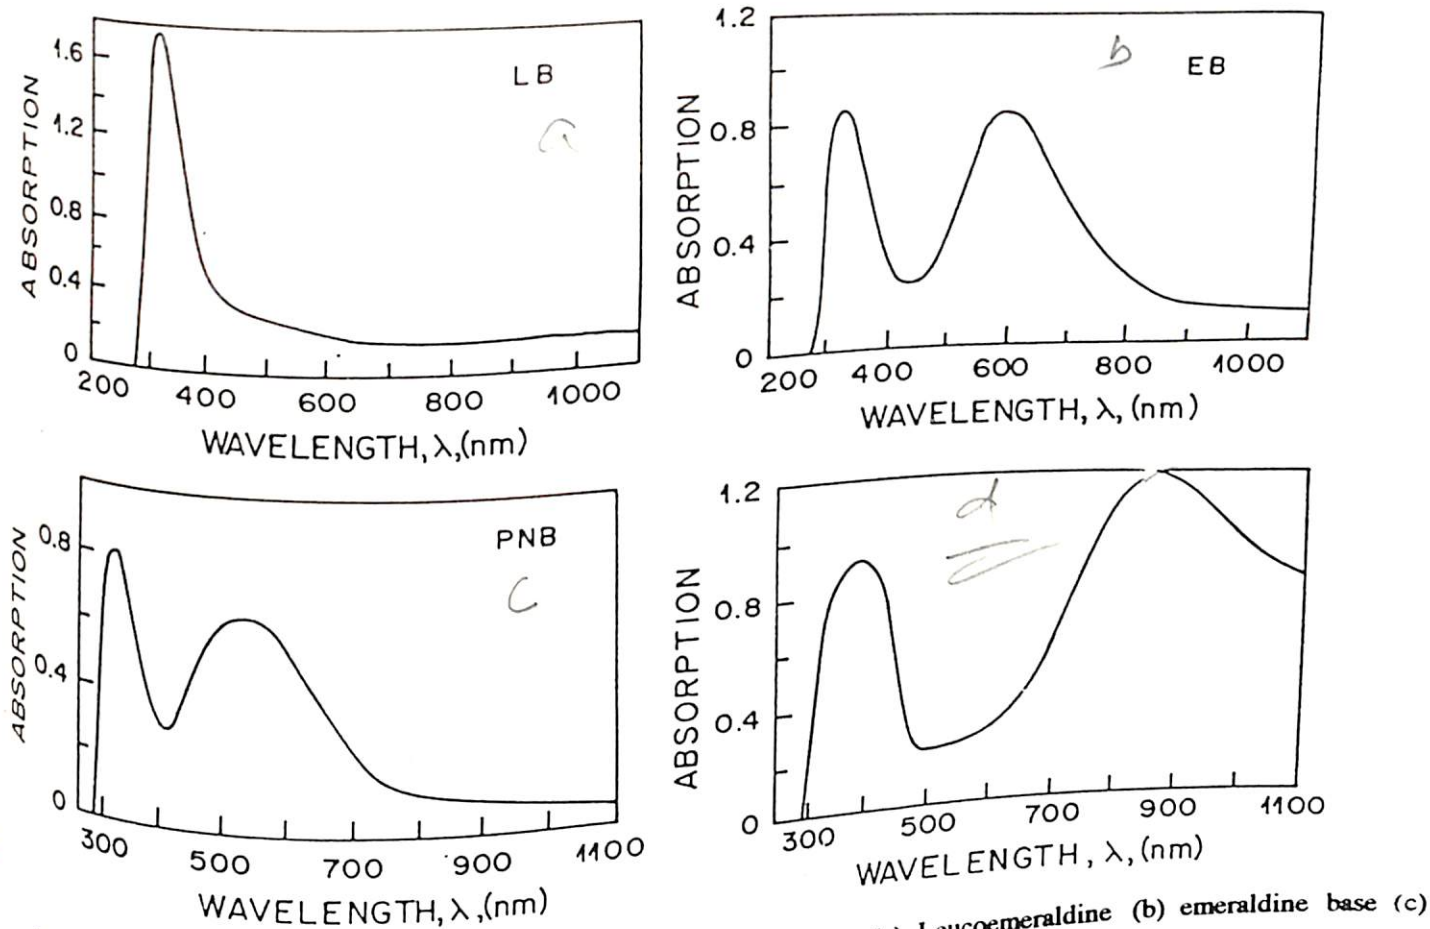 1.6
LB
a
1.2
0.8
0.4
0
ABSORPTION
200 400 600 800 1000
WAVELENGTH, λ,(nm)
1.2
b
EB
0.8
0.4
0
ABSORPTION
200 400 600 800 1000
WAVELENGTH, λ, (nm)
0.8
PNB
C
0.4
0
ABSORPTION
300 500 700 900 1100
WAVELENGTH, λ,(nm)
1.2
d
0.8
0.4
0
ABSORPTION
300 500 700 900 1100
WAVELENGTH, λ, (nm)
Leucoemeraldine (b) emeraldine base (c)